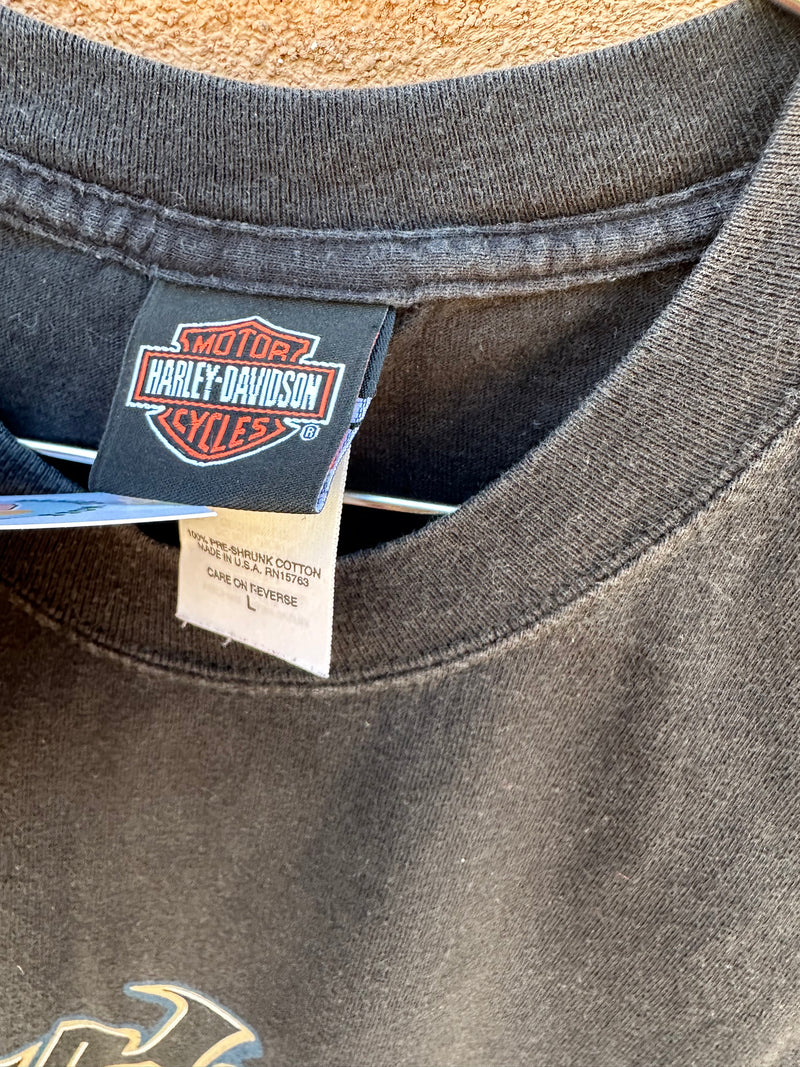 MOTOR
HARLEY-DAVIDSON
CYCLES
®
100% PRE-SHRUNK COTTON
MADE IN U.S.A. RN15763
CARE ON REVERSE
L